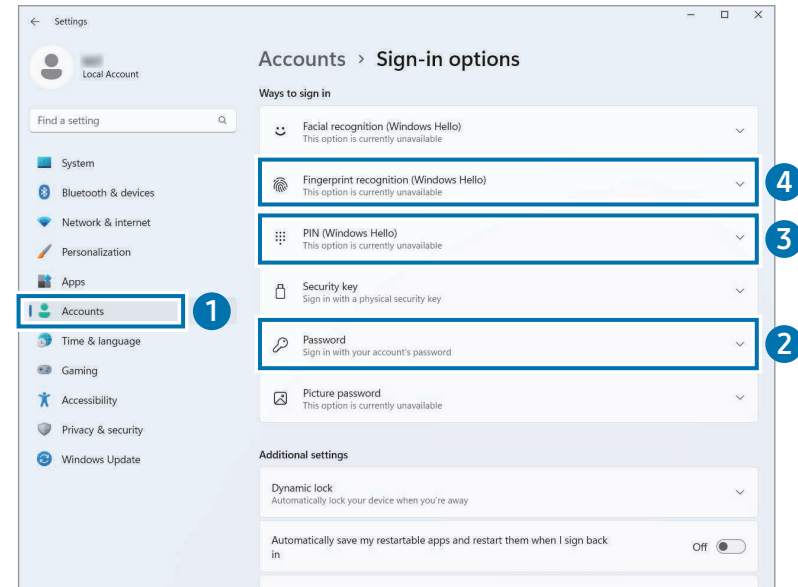 Settings
Local Account
Find a setting
System
Bluetooth & devices
Network & internet
Personalization
Apps
Accounts
1
Time & language
Gaming
Accessibility
Privacy & security
Windows Update
Accounts > Sign-in options
Ways to sign in
Facial recognition (Windows Hello)
This option is currently unavailable
Fingerprint recognition (Windows Hello)
This option is currently unavailable
4
PIN (Windows Hello)
This option is currently unavailable
3
Security key
Sign in with a physical security key
Password
Sign in with your account's password
2
Picture password
This option is currently unavailable
Additional settings
Dynamic lock
Automatically lock your device when you're away
Automatically save my restartable apps and restart them when I sign back
in
Off